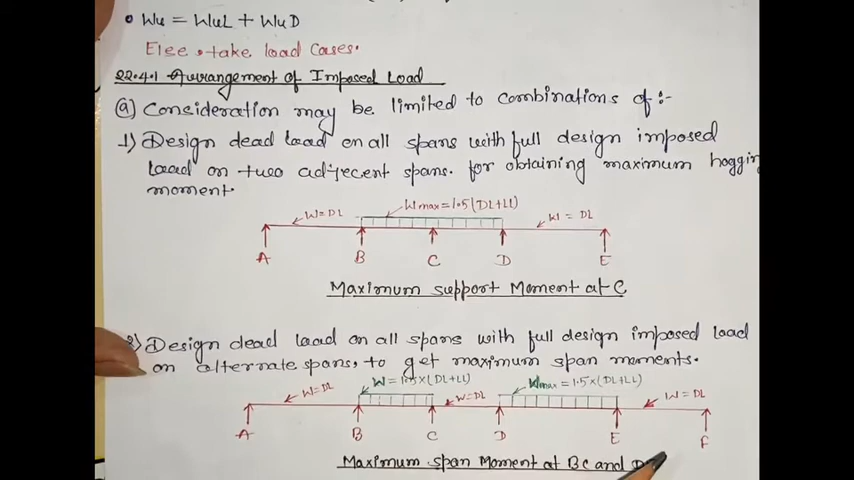 • Wu = WuL + WuD
Else, take load cases.
22.4.1 Arrangement of Imposed Load
(a) Consideration may be limited to combinations of :-
1) Design dead load on all spans with full design imposed
load on two adjecent spans. for obtaining maximum hoggin
moment.
W=DL Wmax=1.5(DL+LL) W = DL
A B C D E
Maximum support Moment at C
2) Design dead load on all spans with full design imposed load
on alternate spans, to get maximum span moments.
W=DL W=1.5×(DL+LL) W=DL Wmax=1.5×(DL+LL) W=DL
A B C D E F
Maximum span Moment at BC and